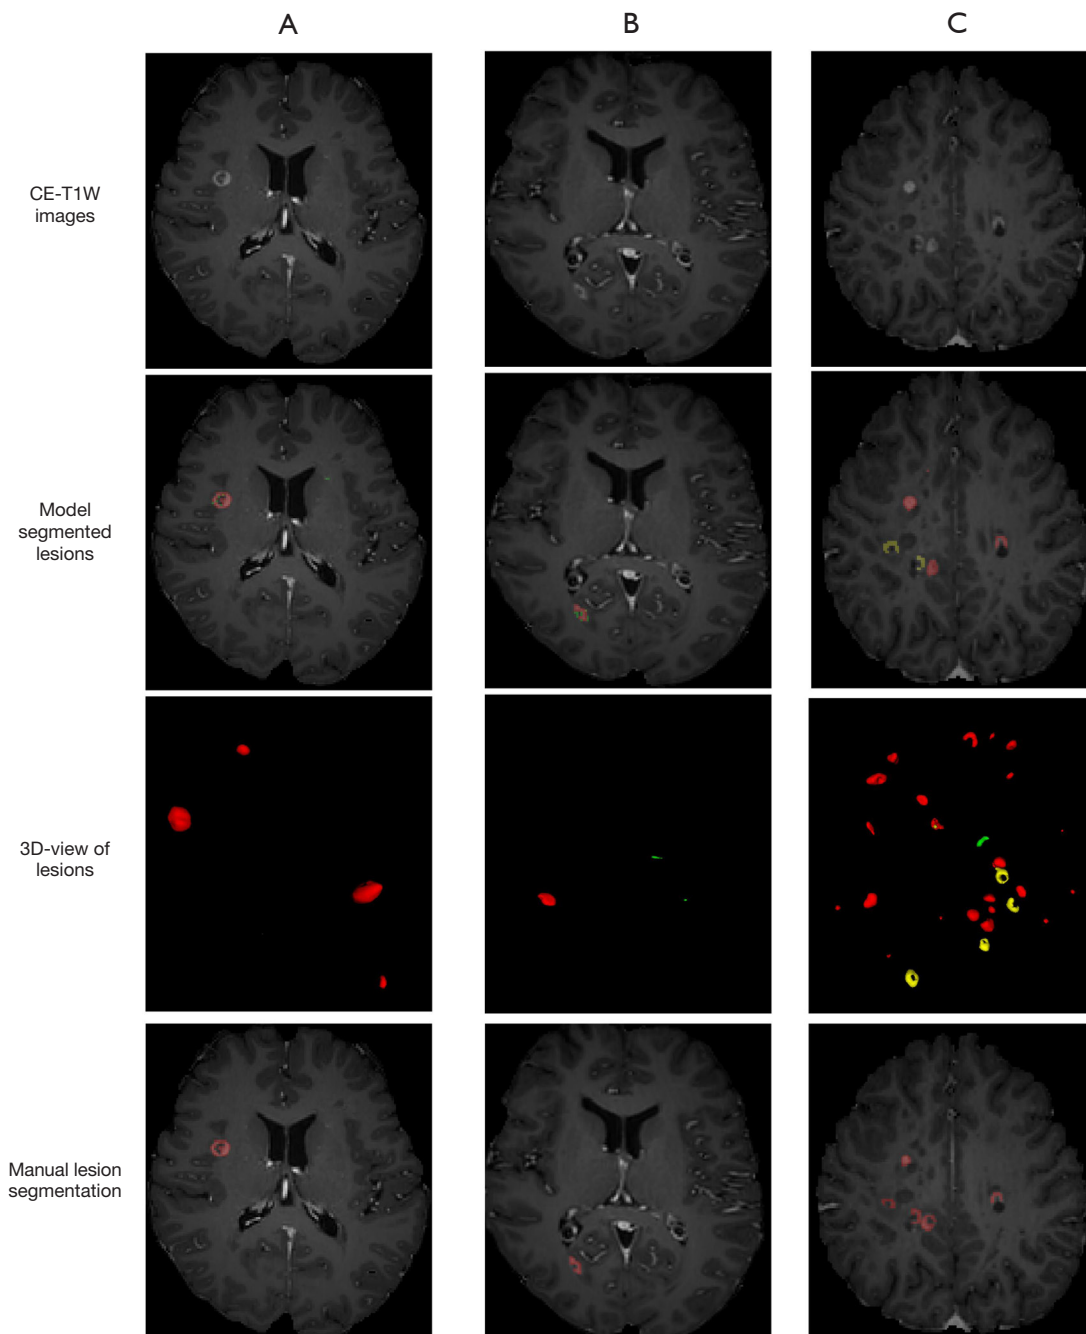 A
B
C
CE-T1W
images
Model
segmented
lesions
3D-view of
lesions
Manual lesion
segmentation